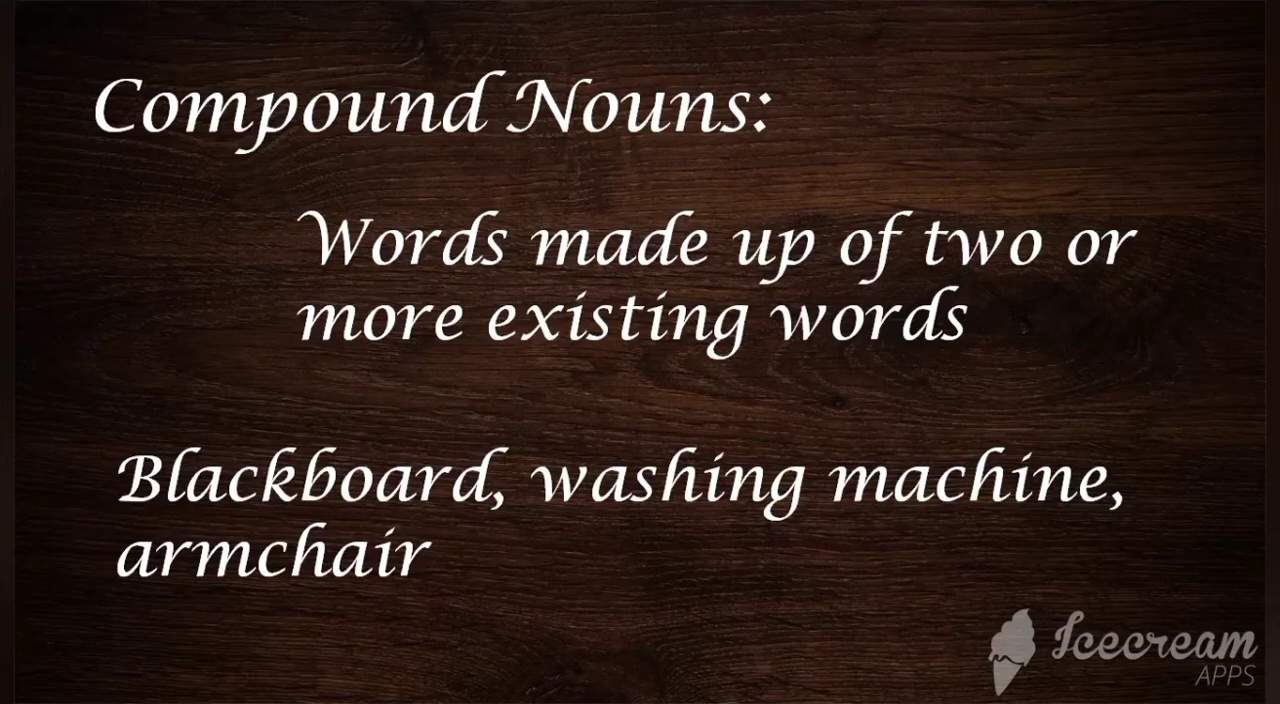 Compound Nouns:
Words made up of two or
more existing words
Blackboard, washing machine,
armchair
Icecream
APPS